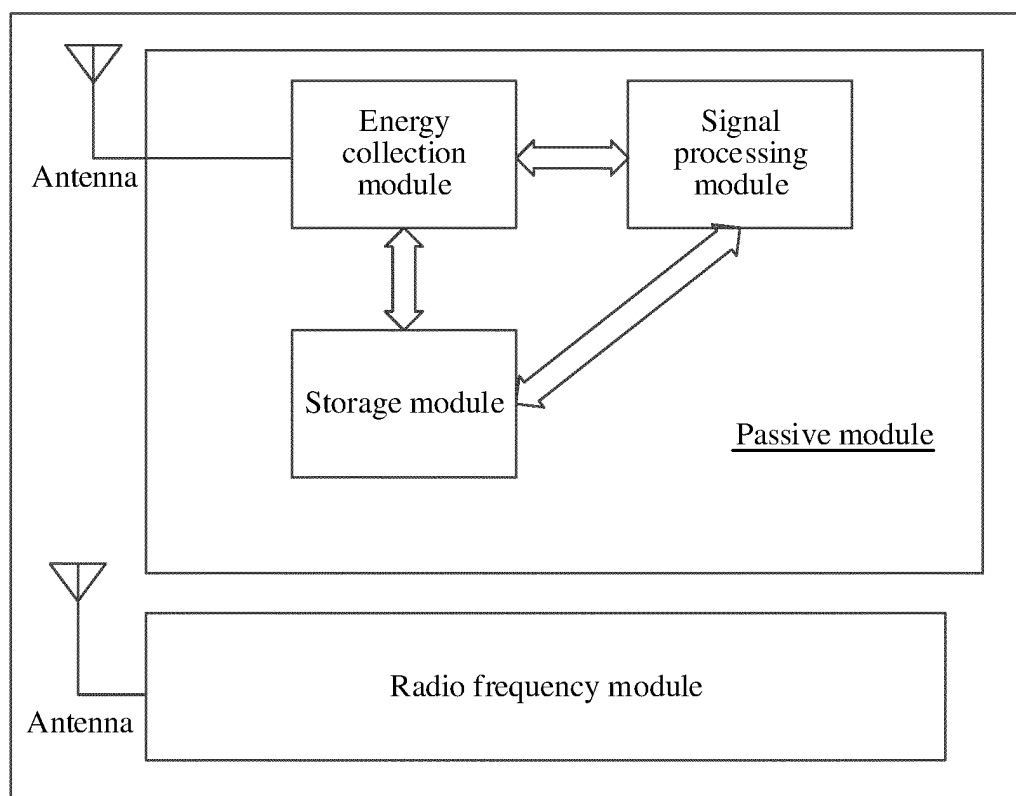 Energy
collection
module
Signal
processing
module
Antenna
Storage module
Passive module
Radio frequency module
Antenna